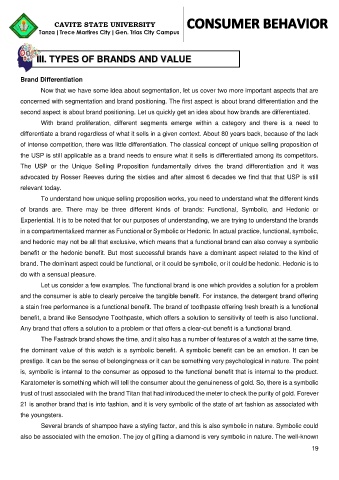 CAVITE STATE UNIVERSITY
Tanza | Trece Martires City | Gen. Trias City Campus
CONSUMER BEHAVIOR
III. TYPES OF BRANDS AND VALUE
Brand Differentiation
Now that we have some idea about segmentation, let us cover two more important aspects that are
concerned with segmentation and brand positioning. The first aspect is about brand differentiation and the
second aspect is about brand positioning. Let us quickly get an idea about how brands are differentiated.
With brand proliferation, different segments emerge within a category and there is a need to
differentiate a brand regardless of what it sells in a given context. About 80 years back, because of the lack
of intense competition, there was little differentiation. The classical concept of unique selling proposition of
the USP is still applicable as a brand needs to ensure what it sells is differentiated among its competitors.
The USP or the Unique Selling Proposition fundamentally drives the brand differentiation and it was
advocated by Rosser Reeves during the sixties and after almost 6 decades we find that that USP is still
relevant today.
To understand how unique selling proposition works, you need to understand what the different kinds
of brands are. There may be three different kinds of brands: Functional, Symbolic, and Hedonic or
Experiential. It is to be noted that for our purposes of understanding, we are trying to understand the brands
in a compartmentalized manner as Functional or Symbolic or Hedonic. In actual practice, functional, symbolic,
and hedonic may not be all that exclusive, which means that a functional brand can also convey a symbolic
benefit or the hedonic benefit. But most successful brands have a dominant aspect related to the kind of
brand. The dominant aspect could be functional, or it could be symbolic, or it could be hedonic. Hedonic is to
do with a sensual pleasure.
Let us consider a few examples. The functional brand is one which provides a solution for a problem
and the consumer is able to clearly perceive the tangible benefit. For instance, the detergent brand offering
a stain free performance is a functional benefit. The brand of toothpaste offering fresh breath is a functional
benefit, a brand like Sensodyne Toothpaste, which offers a solution to sensitivity of teeth is also functional.
Any brand that offers a solution to a problem or that offers a clear-cut benefit is a functional brand.
The Fastrack brand shows the time, and it also has a number of features of a watch at the same time,
the dominant value of this watch is a symbolic benefit. A symbolic benefit can be an emotion. It can be
prestige. It can be the sense of belongingness or it can be something very psychological in nature. The point
is, symbolic is internal to the consumer as opposed to the functional benefit that is internal to the product.
Karatometer is something which will tell the consumer about the genuineness of gold. So, there is a symbolic
trust of trust associated with the brand Titan that had introduced the meter to check the purity of gold. Forever
21 is another brand that is into fashion, and it is very symbolic of the state of art fashion as associated with
the youngsters.
Several brands of shampoo have a styling factor, and this is also symbolic in nature. Symbolic could
also be associated with the emotion. The joy of gifting a diamond is very symbolic in nature. The well-known
19